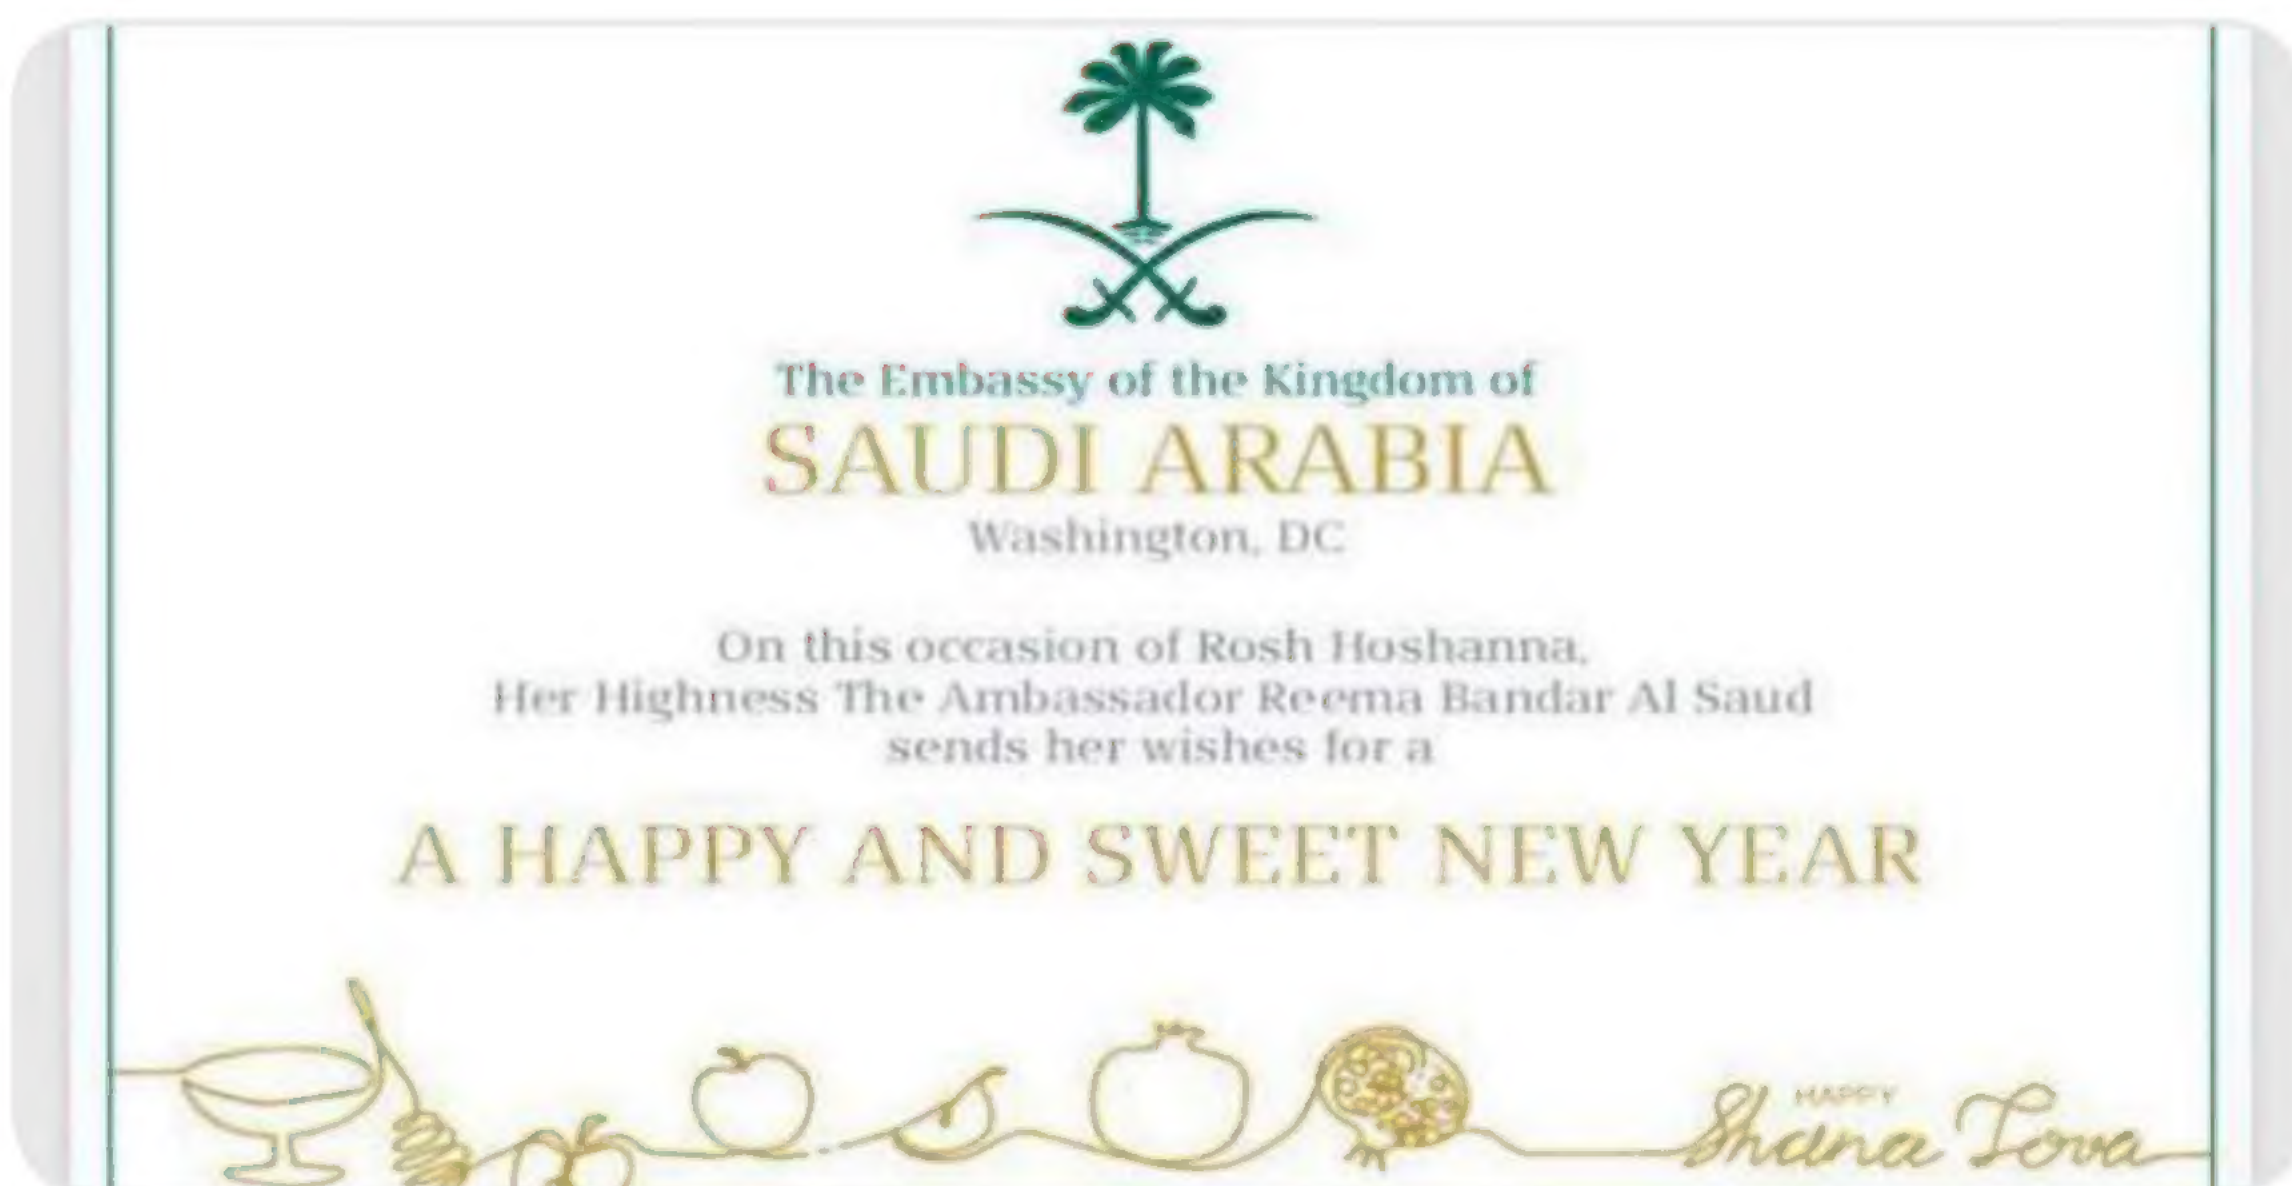 The Embassy of the Kingdom of
SAUDI ARABIA
Washington, DC
On this occasion of Rosh Hoshanna,
Her Highness The Ambassador Reema Bandar Al Saud
sends her wishes for a
A HAPPY AND SWEET NEW YEAR
HAPPY
Shana Tova